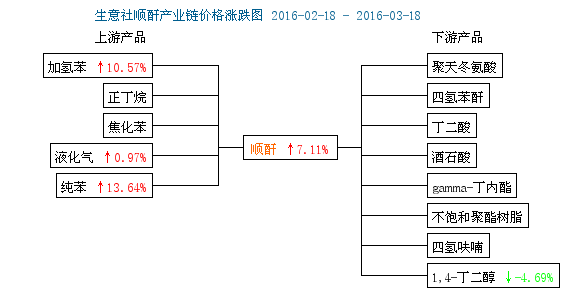 生意社顺酐产业链价格涨跌图 2016-02-18 - 2016-03-18
上游产品
下游产品
加氢苯 ↑10.57%
正丁烷
焦化苯
液化气 ↑0.97%
纯苯 ↑13.64%
顺酐 ↑7.11%
聚天冬氨酸
四氢苯酐
丁二酸
酒石酸
gamma-丁内酯
不饱和聚酯树脂
四氢呋喃
1,4-丁二醇 ↓-4.69%